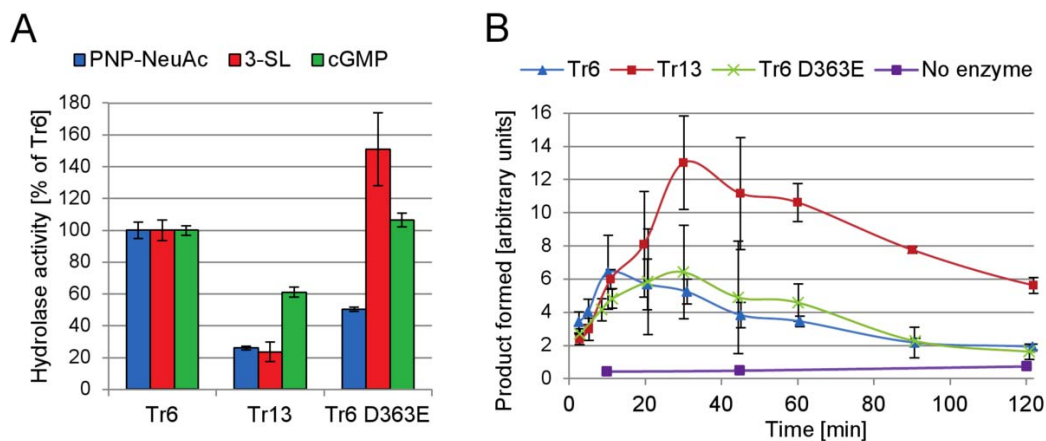 A
PNP-NeuAc 3-SL cGMP
Hydrolase activity [% of Tr6]
180
160
140
120
100
80
60
40
20
0
Tr6 Tr13 Tr6 D363E
B
Tr6 Tr13 Tr6 D363E No enzyme
Product formed [arbitrary units]
16
14
12
10
8
6
4
2
0
0 20 40 60 80 100 120
Time [min]